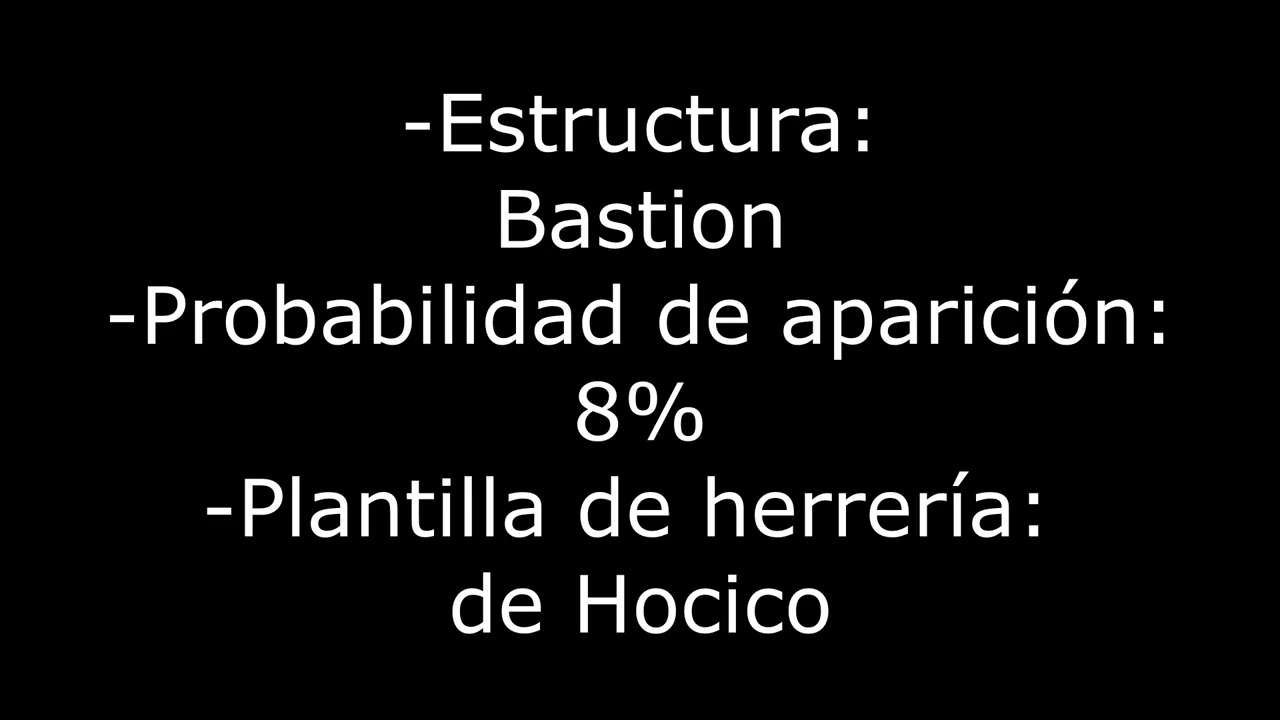 -Estructura:
Bastion
-Probabilidad de aparición:
8%
-Plantilla de herrería:
de Hocico